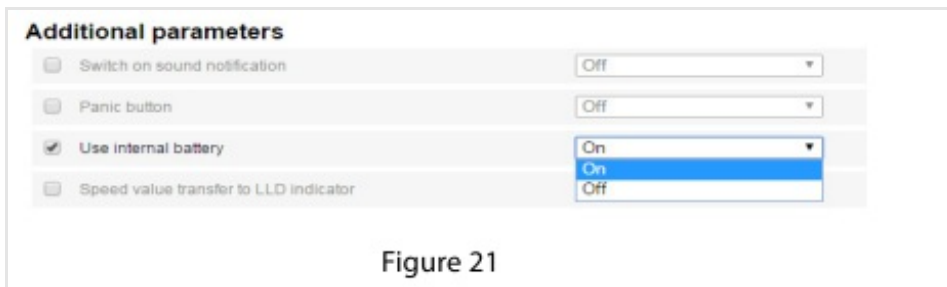 Additional parameters
Switch on sound notification Off
Panic button Off
Use internal battery On
On
Speed value transfer to LLD indicator Off
Figure 21